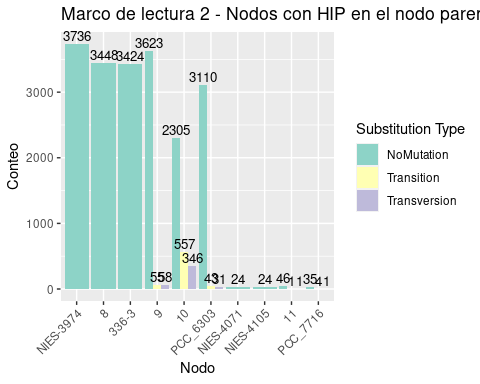 Marco de lectura 2 - Nodos con HIP en el nodo paren
3736
3448
3424
3623
55
58
2305
557
346
3110
43
31
24
24
46
11
35
41
Conteo
3000
2000
1000
0
NIES-3974
8
336-3
9
10
PCC_6303
NIES-4071
NIES-4105
11
PCC_7716
Nodo
Substitution Type
NoMutation
Transition
Transversion